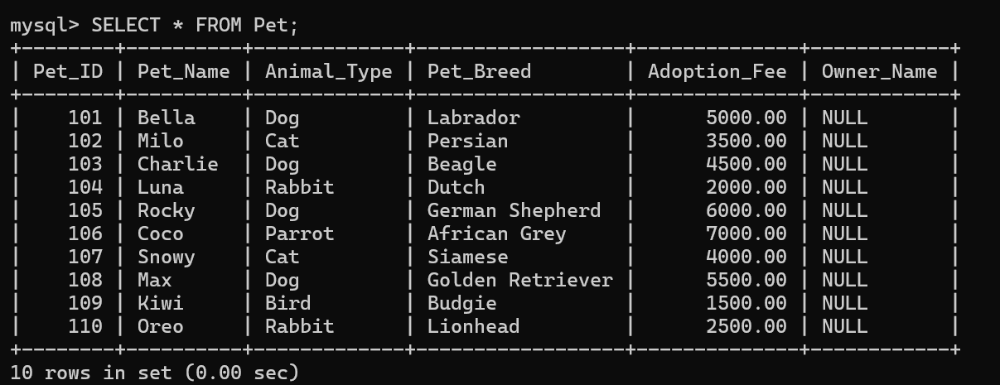 mysql> SELECT * FROM Pet;
+--------+----------+-------------+------------------+--------------+------------+
| Pet_ID | Pet_Name | Animal_Type | Pet_Breed        | Adoption_Fee | Owner_Name |
+--------+----------+-------------+------------------+--------------+------------+
|    101 | Bella    | Dog         | Labrador         |      5000.00 | NULL       |
|    102 | Milo     | Cat         | Persian          |      3500.00 | NULL       |
|    103 | Charlie  | Dog         | Beagle           |      4500.00 | NULL       |
|    104 | Luna     | Rabbit      | Dutch            |      2000.00 | NULL       |
|    105 | Rocky    | Dog         | German Shepherd  |      6000.00 | NULL       |
|    106 | Coco     | Parrot      | African Grey     |      7000.00 | NULL       |
|    107 | Snowy    | Cat         | Siamese          |      4000.00 | NULL       |
|    108 | Max      | Dog         | Golden Retriever |      5500.00 | NULL       |
|    109 | Kiwi     | Bird        | Budgie           |      1500.00 | NULL       |
|    110 | Oreo     | Rabbit      | Lionhead         |      2500.00 | NULL       |
+--------+----------+-------------+------------------+--------------+------------+
10 rows in set (0.00 sec)